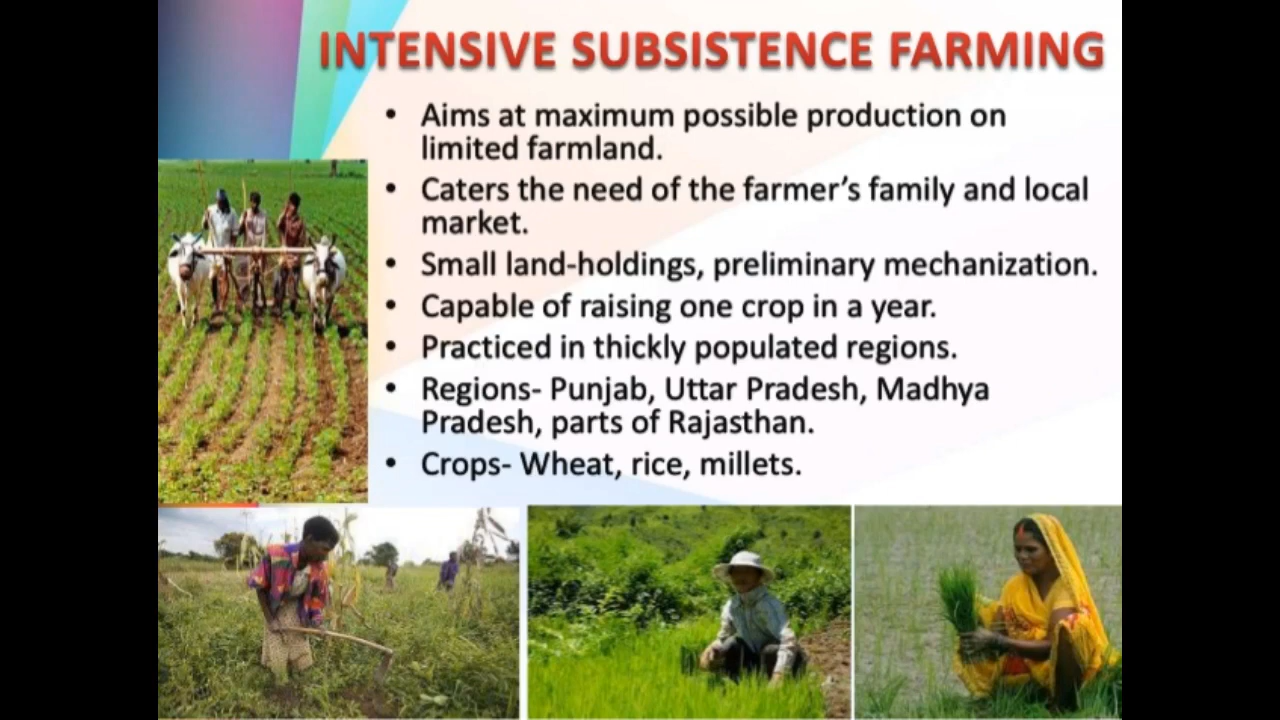 INTENSIVE SUBSISTENCE FARMING
• Aims at maximum possible production on
limited farmland.
• Caters the need of the farmer's family and local
market.
• Small land-holdings, preliminary mechanization.
• Capable of raising one crop in a year.
• Practiced in thickly populated regions.
• Regions- Punjab, Uttar Pradesh, Madhya
Pradesh, parts of Rajasthan.
• Crops- Wheat, rice, millets.